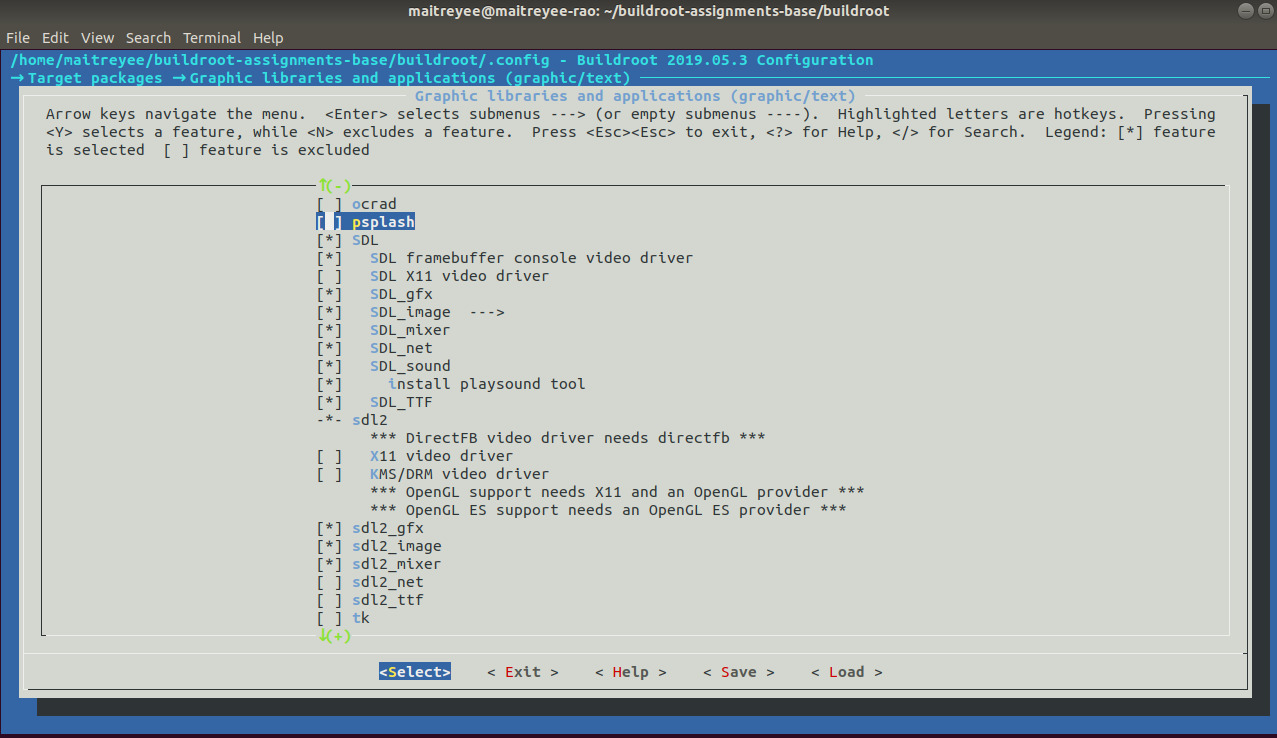 maitreyee@maitreyee-rao: ~/buildroot-assignments-base/buildroot
File Edit View Search Terminal Help
/home/maitreyee/buildroot-assignments-base/buildroot/.config - Buildroot 2019.05.3 Configuration
→ Target packages → Graphic libraries and applications (graphic/text)
Graphic libraries and applications (graphic/text)
Arrow keys navigate the menu.  <Enter> selects submenus ---> (or empty submenus ----).  Highlighted letters are hotkeys.  Pressing
<Y> selects a feature, while <N> excludes a feature.  Press <Esc><Esc> to exit, <?> for Help, </> for Search.  Legend: [*] feature
is selected  [ ] feature is excluded
↑(-)
[ ] ocrad
[ ] psplash
[*] SDL
[*]   SDL framebuffer console video driver
[ ]   SDL X11 video driver
[*]   SDL_gfx
[*]   SDL_image  --->
[*]   SDL_mixer
[*]   SDL_net
[*]   SDL_sound
[*]     install playsound tool
[*]   SDL_TTF
-*- sdl2
*** DirectFB video driver needs directfb ***
[ ]   X11 video driver
[ ]   KMS/DRM video driver
*** OpenGL support needs X11 and an OpenGL provider ***
*** OpenGL ES support needs an OpenGL ES provider ***
[*] sdl2_gfx
[*] sdl2_image
[*] sdl2_mixer
[ ] sdl2_net
[ ] sdl2_ttf
[ ] tk
↓(+)
<Select>    < Exit >    < Help >    < Save >    < Load >